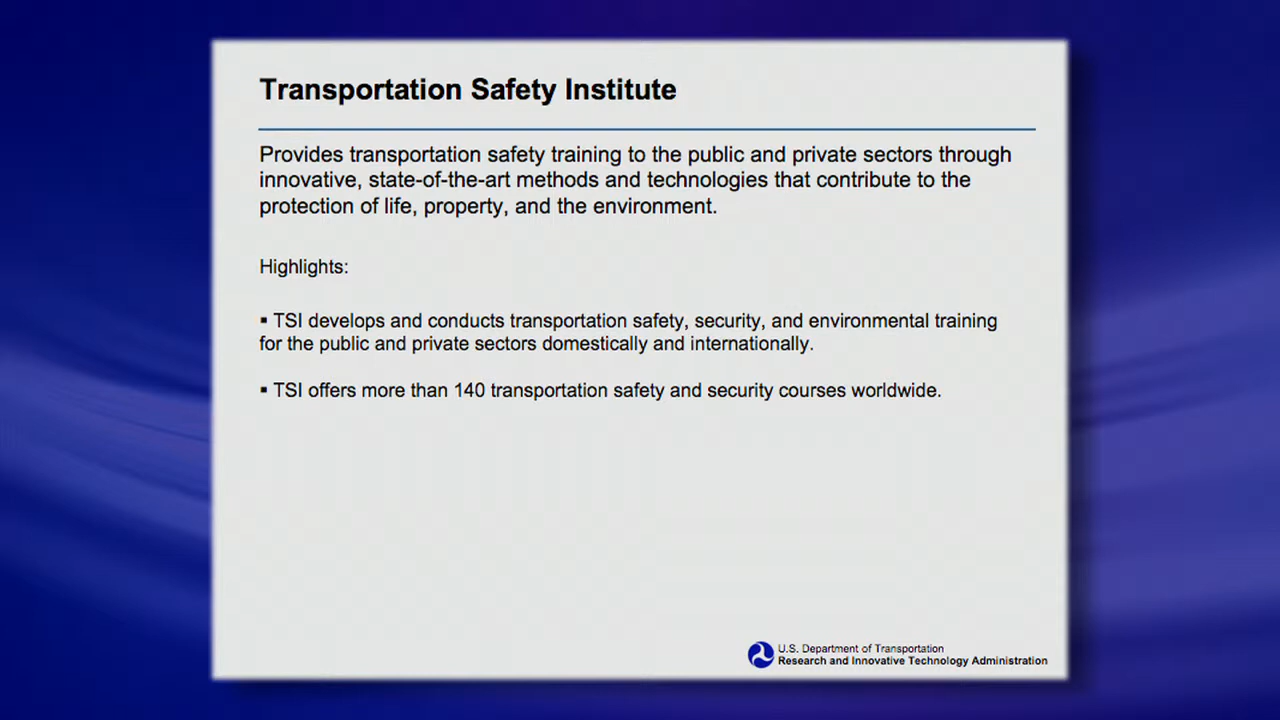 Transportation Safety Institute
Provides transportation safety training to the public and private sectors through
innovative, state-of-the-art methods and technologies that contribute to the
protection of life, property, and the environment.
Highlights:
▪ TSI develops and conducts transportation safety, security, and environmental training
for the public and private sectors domestically and internationally.
▪ TSI offers more than 140 transportation safety and security courses worldwide.
U.S. Department of Transportation
Research and Innovative Technology Administration